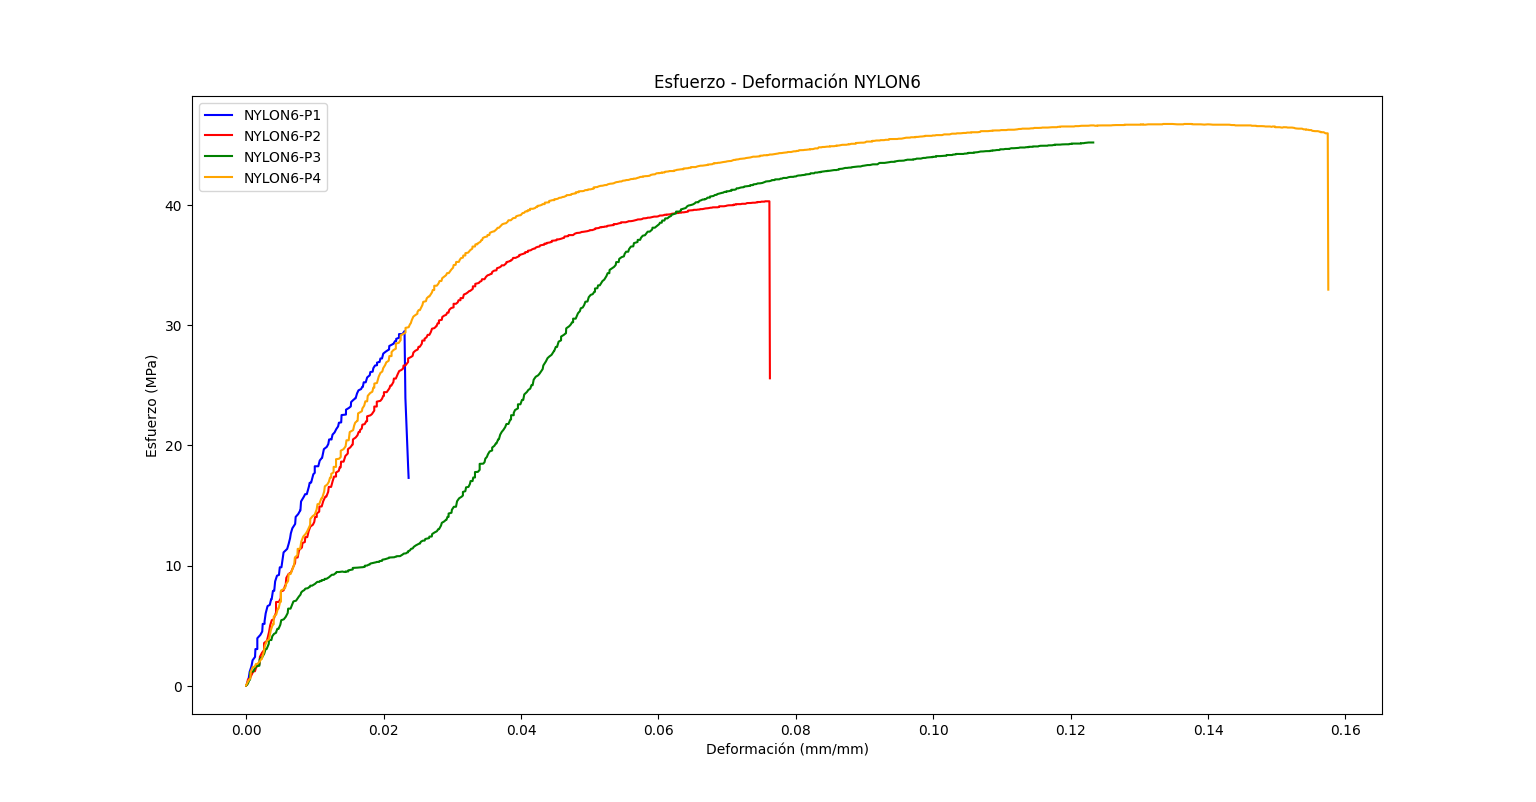 Esfuerzo - Deformación NYLON6
NYLON6-P1
NYLON6-P2
NYLON6-P3
NYLON6-P4
Esfuerzo (MPa)
40
30
20
10
0
0.00 0.02 0.04 0.06 0.08 0.10 0.12 0.14 0.16
Deformación (mm/mm)